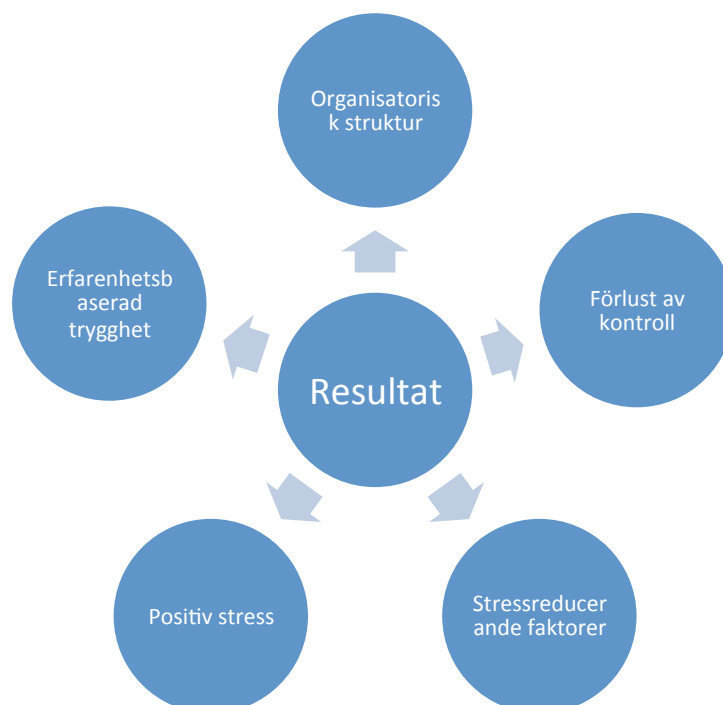 Organisatoris
k struktur
Erfarenhetsb
aserad
trygghet
Förlust av
kontroll
Resultat
Positiv stress
Stressreducer
ande faktorer